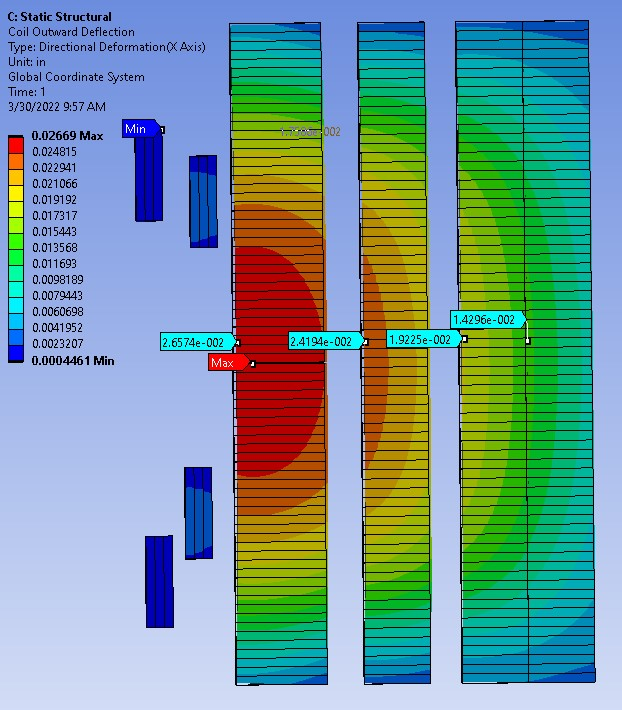 C: Static Structural
Coil Outward Deflection
Type: Directional Deformation(X Axis)
Unit: in
Global Coordinate System
Time: 1
3/30/2022 9:57 AM
Min
0.02669 Max
0.024815
0.022941
0.021066
0.019192
0.017317
0.015443
0.013568
0.011693
0.0098189
0.0079443
0.0060698
0.0041952
0.0023207
0.0004461 Min
1.4296e-002
2.6574e-002
2.4194e-002
1.9225e-002
Max